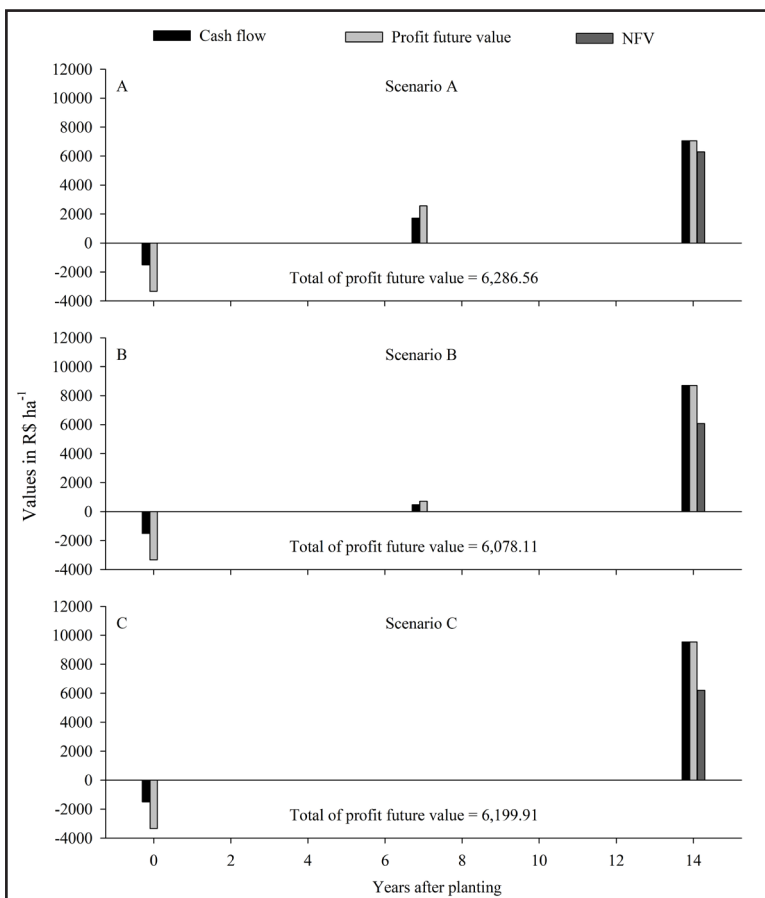 Cash flow Profit future value NFV
A Scenario A
12000
10000
8000
6000
4000
2000
0
-2000
-4000
Total of profit future value = 6,286.56
B Scenario B
12000
10000
8000
6000
4000
2000
0
-2000
-4000
Total of profit future value = 6,078.11
Values in R$ ha-1
C Scenario C
12000
10000
8000
6000
4000
2000
0
-2000
-4000
Total of profit future value = 6,199.91
0 2 4 6 8 10 12 14
Years after planting